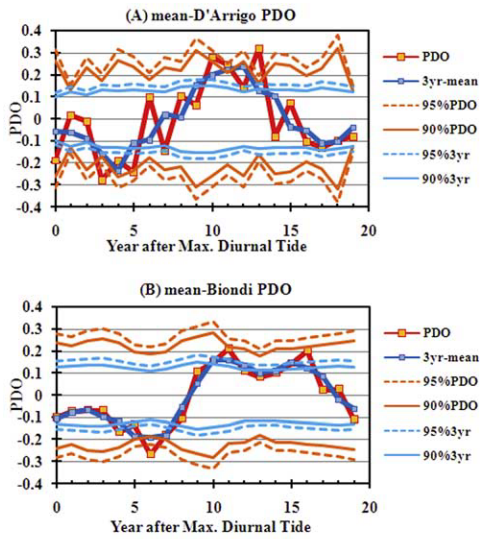 (A) mean-D'Arrigo PDO
0.4
0.3
0.2
0.1
0
-0.1
-0.2
-0.3
-0.4
PDO
0 5 10 15 20
Year after Max. Diurnal Tide
PDO
3yr-mean
95%PDO
90%PDO
95%3yr
90%3yr
(B) mean-Biondi PDO
0.4
0.3
0.2
0.1
0
-0.1
-0.2
-0.3
-0.4
PDO
0 5 10 15 20
Year after Max. Diurnal Tide
PDO
3yr-mean
95%PDO
90%PDO
95%3yr
90%3yr